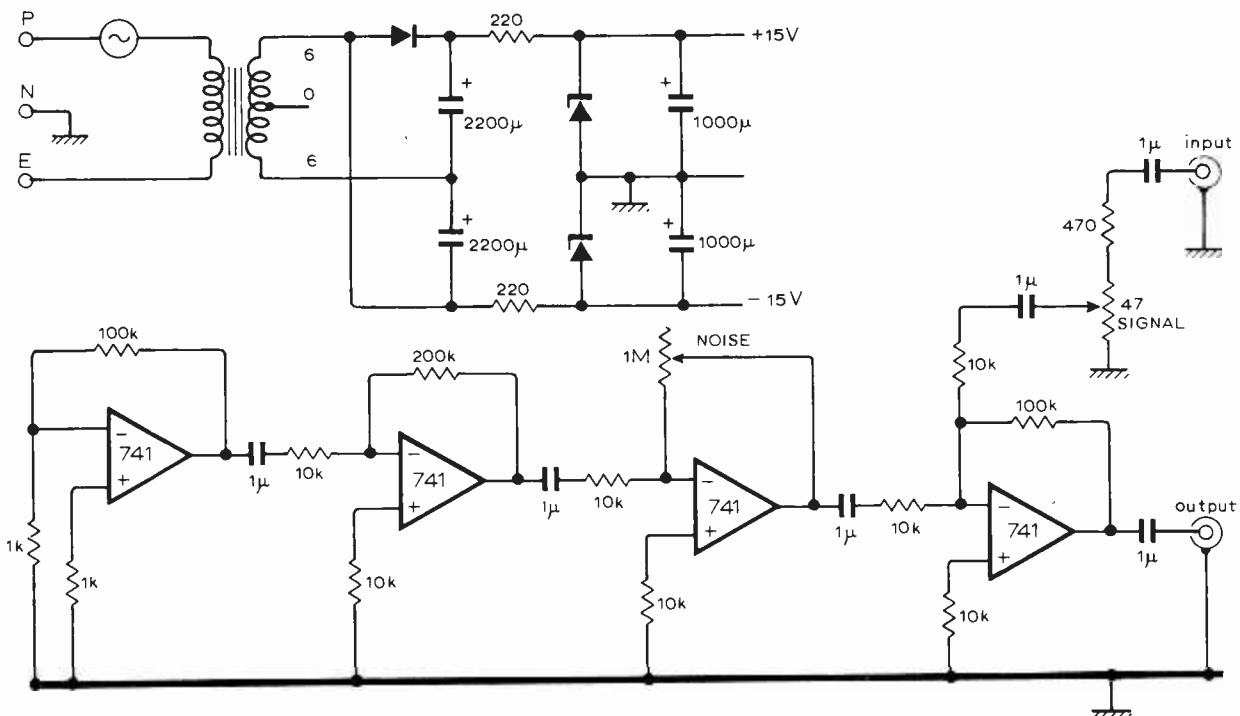 P
N
E
6
0
6
220
+
2200µ
+
2200µ
220
+
1000µ
+
1000µ
+15V
-15V
1µ
input
470
1µ
47
SIGNAL
10k
100k
100k
-
741
+
1k
1k
1µ
10k
200k
-
741
+
10k
1µ
10k
1M
NOISE
-
741
+
10k
1µ
10k
-
741
+
10k
1µ
output